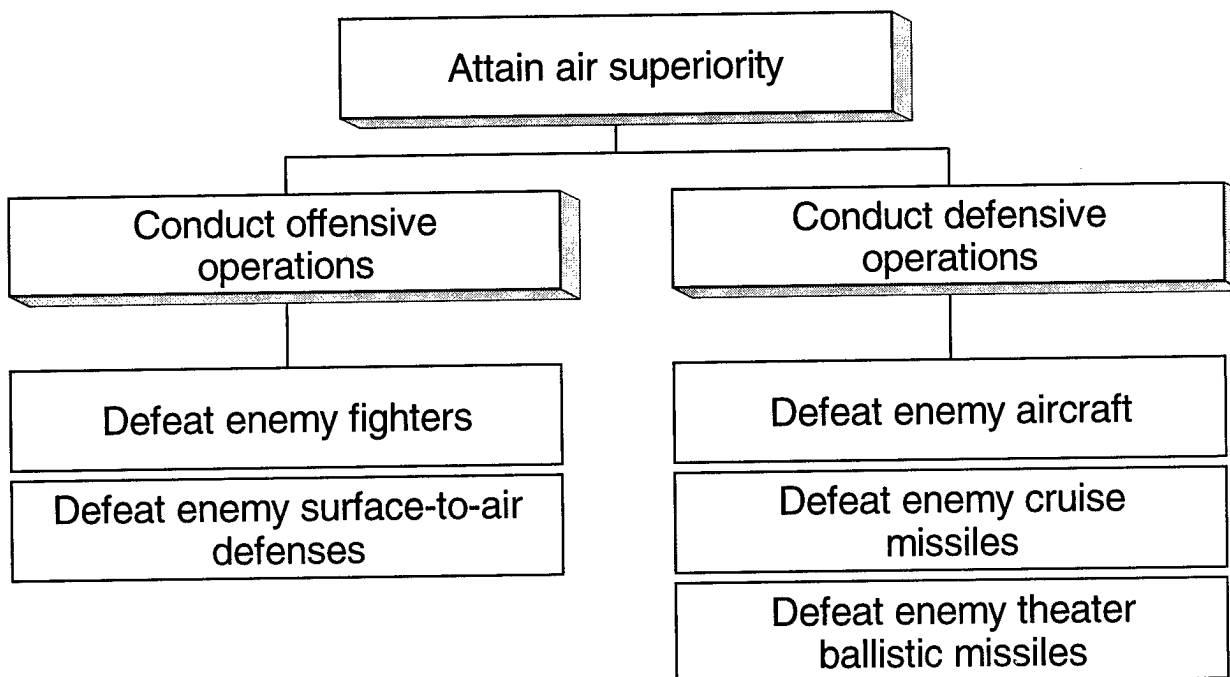 Attain air superiority
Conduct offensive
operations
Conduct defensive
operations
Defeat enemy fighters
Defeat enemy surface-to-air
defenses
Defeat enemy aircraft
Defeat enemy cruise
missiles
Defeat enemy theater
ballistic missiles